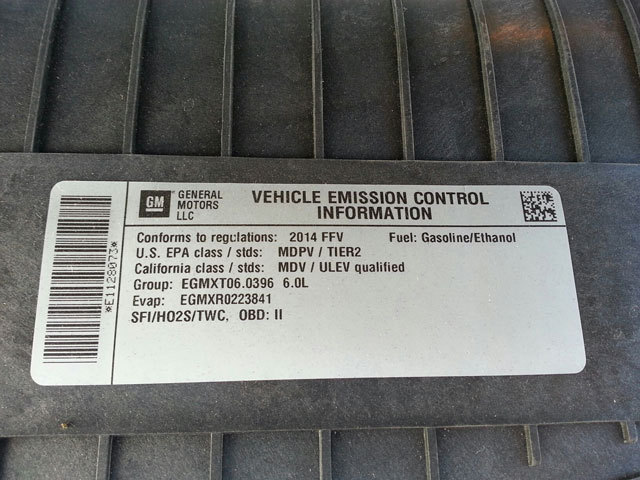 *E1128073*
GM GENERAL MOTORS LLC
VEHICLE EMISSION CONTROL
INFORMATION
Conforms to regulations: 2014 FFV Fuel: Gasoline/Ethanol
U.S. EPA class / stds: MDPV / TIER2
California class / stds: MDV / ULEV qualified
Group: EGMXT06.0396 6.0L
Evap: EGMXR0223841
SFI/HO2S/TWC, OBD: II